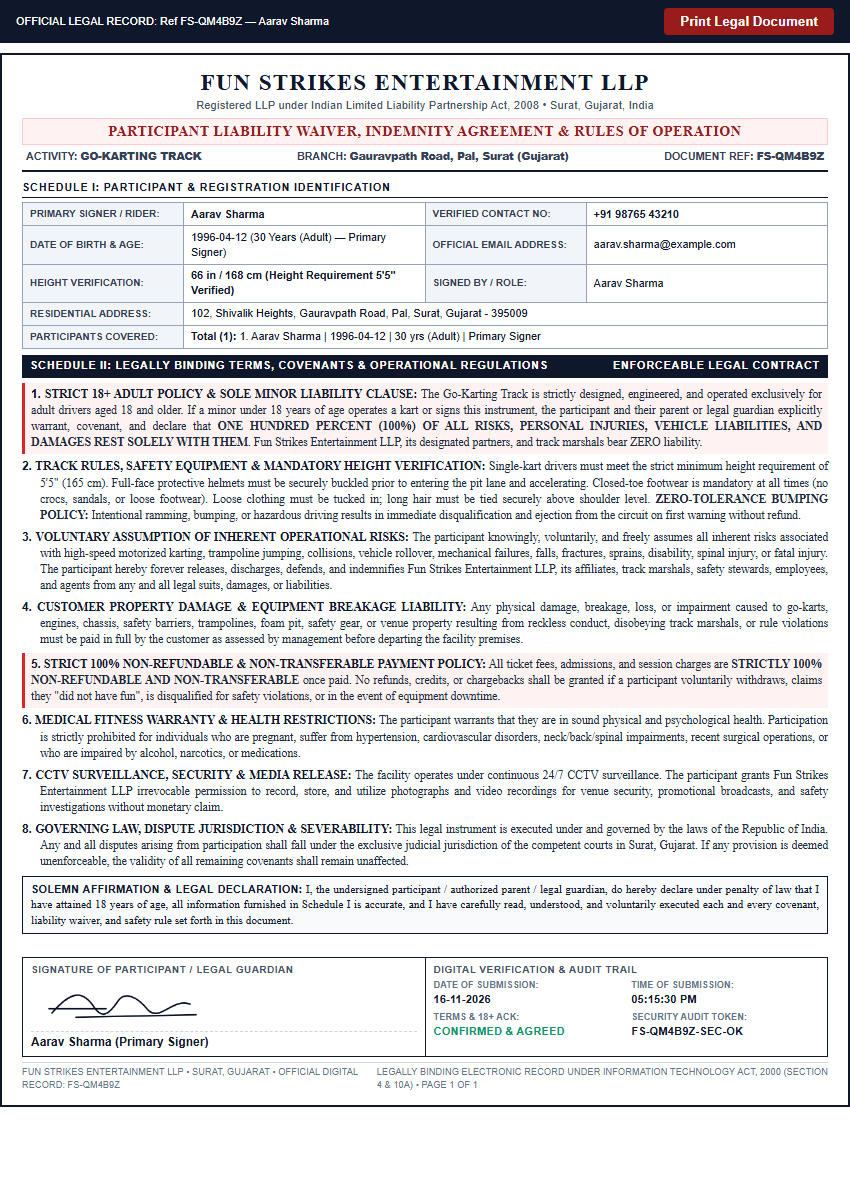 OFFICIAL LEGAL RECORD: Ref FS-QM4B9Z — Aarav Sharma
Print Legal Document
FUN STRIKES ENTERTAINMENT LLP
Registered LLP under Indian Limited Liability Partnership Act, 2008 • Surat, Gujarat, India
PARTICIPANT LIABILITY WAIVER, INDEMNITY AGREEMENT & RULES OF OPERATION
ACTIVITY: GO-KARTING TRACK BRANCH: Gauravpath Road, Pal, Surat (Gujarat) DOCUMENT REF: FS-QM4B9Z
SCHEDULE I: PARTICIPANT & REGISTRATION IDENTIFICATION
PRIMARY SIGNER / RIDER: Aarav Sharma VERIFIED CONTACT NO: +91 98765 43210
DATE OF BIRTH & AGE: 1996-04-12 (30 Years (Adult) — Primary
Signer) OFFICIAL EMAIL ADDRESS: aarav.sharma@example.com
HEIGHT VERIFICATION: 66 in / 168 cm (Height Requirement 5'5"
Verified) SIGNED BY / ROLE: Aarav Sharma
RESIDENTIAL ADDRESS: 102, Shivalik Heights, Gauravpath Road, Pal, Surat, Gujarat - 395009
PARTICIPANTS COVERED: Total (1): 1. Aarav Sharma | 1996-04-12 | 30 yrs (Adult) | Primary Signer
SCHEDULE II: LEGALLY BINDING TERMS, COVENANTS & OPERATIONAL REGULATIONS ENFORCEABLE LEGAL CONTRACT
1. STRICT 18+ ADULT POLICY & SOLE MINOR LIABILITY CLAUSE: The Go-Karting Track is strictly designed, engineered, and operated exclusively for
adult drivers aged 18 and older. If a minor under 18 years of age operates a kart or signs this instrument, the participant and their parent or legal guardian explicitly
warrant, covenant, and declare that ONE HUNDRED PERCENT (100%) OF ALL RISKS, PERSONAL INJURIES, VEHICLE LIABILITIES, AND
DAMAGES REST SOLELY WITH THEM. Fun Strikes Entertainment LLP, its designated partners, and track marshals bear ZERO liability.
2. TRACK RULES, SAFETY EQUIPMENT & MANDATORY HEIGHT VERIFICATION: Single-kart drivers must meet the strict minimum height requirement of
5'5" (165 cm). Full-face protective helmets must be securely buckled prior to entering the pit lane and accelerating. Closed-toe footwear is mandatory at all times (no
crocs, sandals, or loose footwear). Loose clothing must be tucked in; long hair must be tied securely above shoulder level. ZERO-TOLERANCE BUMPING
POLICY: Intentional ramming, bumping, or hazardous driving results in immediate disqualification and ejection from the circuit on first warning without refund.
3. VOLUNTARY ASSUMPTION OF INHERENT OPERATIONAL RISKS: The participant knowingly, voluntarily, and freely assumes all inherent risks associated
with high-speed motorized karting, trampoline jumping, collisions, vehicle rollover, mechanical failures, falls, fractures, sprains, disability, spinal injury, or fatal injury.
The participant hereby forever releases, discharges, defends, and indemnifies Fun Strikes Entertainment LLP, its affiliates, track marshals, safety stewards, employees,
and agents from any and all legal suits, damages, or liabilities.
4. CUSTOMER PROPERTY DAMAGE & EQUIPMENT BREAKAGE LIABILITY: Any physical damage, breakage, loss, or impairment caused to go-karts,
engines, chassis, safety barriers, trampolines, foam pit, safety gear, or venue property resulting from reckless conduct, disobeying track marshals, or rule violations
must be paid in full by the customer as assessed by management before departing the facility premises.
5. STRICT 100% NON-REFUNDABLE & NON-TRANSFERABLE PAYMENT POLICY: All ticket fees, admissions, and session charges are STRICTLY 100%
NON-REFUNDABLE AND NON-TRANSFERABLE once paid. No refunds, credits, or chargebacks shall be granted if a participant voluntarily withdraws, claims
they "did not have fun", is disqualified for safety violations, or in the event of equipment downtime.
6. MEDICAL FITNESS WARRANTY & HEALTH RESTRICTIONS: The participant warrants that they are in sound physical and psychological health. Participation
is strictly prohibited for individuals who are pregnant, suffer from hypertension, cardiovascular disorders, neck/back/spinal impairments, recent surgical operations, or
who are impaired by alcohol, narcotics, or medications.
7. CCTV SURVEILLANCE, SECURITY & MEDIA RELEASE: The facility operates under continuous 24/7 CCTV surveillance. The participant grants Fun Strikes
Entertainment LLP irrevocable permission to record, store, and utilize photographs and video recordings for venue security, promotional broadcasts, and safety
investigations without monetary claim.
8. GOVERNING LAW, DISPUTE JURISDICTION & SEVERABILITY: This legal instrument is executed under and governed by the laws of the Republic of India.
Any and all disputes arising from participation shall fall under the exclusive judicial jurisdiction of the competent courts in Surat, Gujarat. If any provision is deemed
unenforceable, the validity of all remaining covenants shall remain unaffected.
SOLEMN AFFIRMATION & LEGAL DECLARATION: I, the undersigned participant / authorized parent / legal guardian, do hereby declare under penalty of law that I
have attained 18 years of age, all information furnished in Schedule I is accurate, and I have carefully read, understood, and voluntarily executed each and every covenant,
liability waiver, and safety rule set forth in this document.
SIGNATURE OF PARTICIPANT / LEGAL GUARDIAN
Aarav Sharma (Primary Signer)
DIGITAL VERIFICATION & AUDIT TRAIL
DATE OF SUBMISSION: TIME OF SUBMISSION:
16-11-2026 05:15:30 PM
TERMS & 18+ ACK: SECURITY AUDIT TOKEN:
CONFIRMED & AGREED FS-QM4B9Z-SEC-OK
FUN STRIKES ENTERTAINMENT LLP • SURAT, GUJARAT • OFFICIAL DIGITAL
RECORD: FS-QM4B9Z
LEGALLY BINDING ELECTRONIC RECORD UNDER INFORMATION TECHNOLOGY ACT, 2000 (SECTION
4 & 10A) • PAGE 1 OF 1